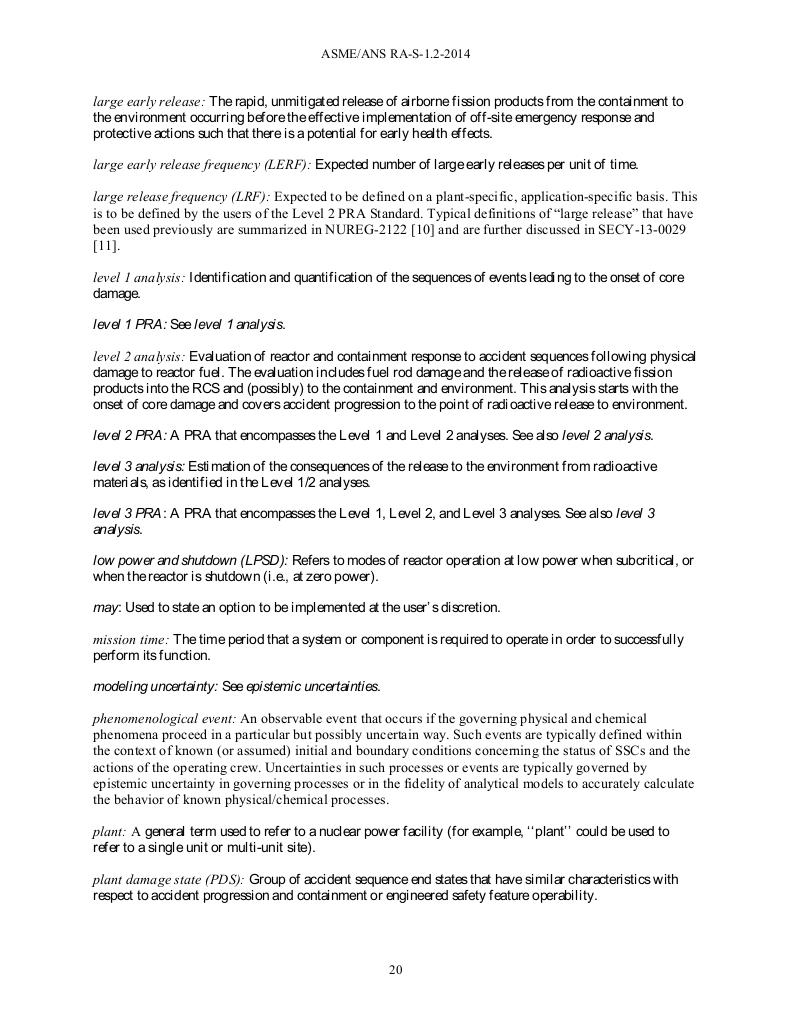 ASME/ANS RA-S-1.2-2014
large early release: The rapid, unmitigated release of airborne fission products from the containment to
the environment occurring before the effective implementation of off-site emergency response and
protective actions such that there is a potential for early health effects.
large early release frequency (LERF): Expected number of large early releases per unit of time.
large release frequency (LRF): Expected to be defined on a plant-specific, application-specific basis. This
is to be defined by the users of the Level 2 PRA Standard. Typical definitions of “large release” that have
been used previously are summarized in NUREG-2122 [10] and are further discussed in SECY-13-0029
[11].
level 1 analysis: Identification and quantification of the sequences of events leading to the onset of core
damage.
level 1 PRA: See level 1 analysis.
level 2 analysis: Evaluation of reactor and containment response to accident sequences following physical
damage to reactor fuel. The evaluation includes fuel rod damage and the release of radioactive fission
products into the RCS and (possibly) to the containment and environment. This analysis starts with the
onset of core damage and covers accident progression to the point of radioactive release to environment.
level 2 PRA: A PRA that encompasses the Level 1 and Level 2 analyses. See also level 2 analysis.
level 3 analysis: Estimation of the consequences of the release to the environment from radioactive
materials, as identified in the Level 1/2 analyses.
level 3 PRA: A PRA that encompasses the Level 1, Level 2, and Level 3 analyses. See also level 3
analysis.
low power and shutdown (LPSD): Refers to modes of reactor operation at low power when subcritical, or
when the reactor is shutdown (i.e., at zero power).
may: Used to state an option to be implemented at the user’s discretion.
mission time: The time period that a system or component is required to operate in order to successfully
perform its function.
modeling uncertainty: See epistemic uncertainties.
phenomenological event: An observable event that occurs if the governing physical and chemical
phenomena proceed in a particular but possibly uncertain way. Such events are typically defined within
the context of known (or assumed) initial and boundary conditions concerning the status of SSCs and the
actions of the operating crew. Uncertainties in such processes or events are typically governed by
epistemic uncertainty in governing processes or in the fidelity of analytical models to accurately calculate
the behavior of known physical/chemical processes.
plant: A general term used to refer to a nuclear power facility (for example, ‘‘plant’’ could be used to
refer to a single unit or multi-unit site).
plant damage state (PDS): Group of accident sequence end states that have similar characteristics with
respect to accident progression and containment or engineered safety feature operability.
20